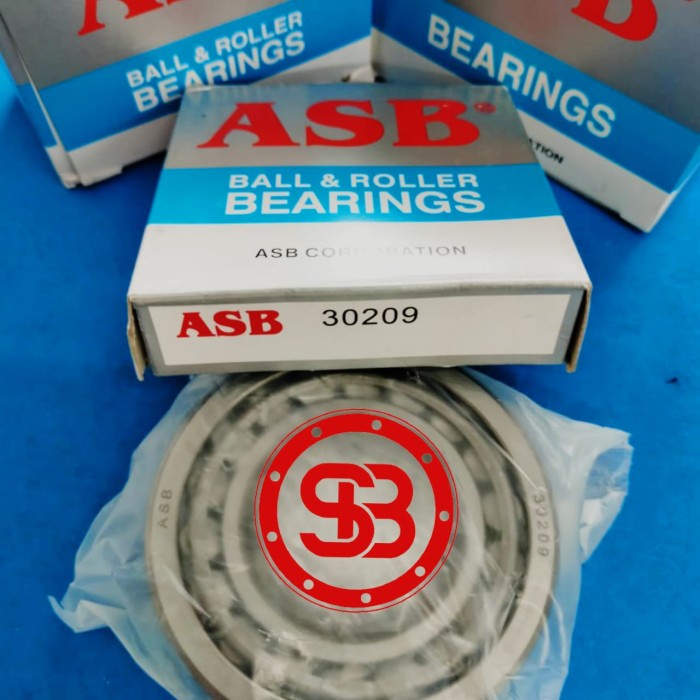 ASB
BALL & ROLLER
BEARINGS
BEARINGS
ASB®
BALL & ROLLER
BEARINGS
ASB CORPORATION
ASB 30209
SB
ASB
30209